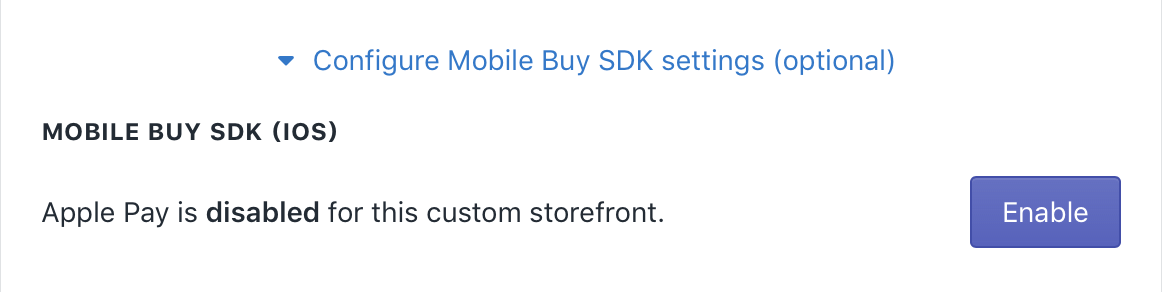 Configure Mobile Buy SDK settings (optional)
MOBILE BUY SDK (IOS)
Apple Pay is disabled for this custom storefront.
Enable